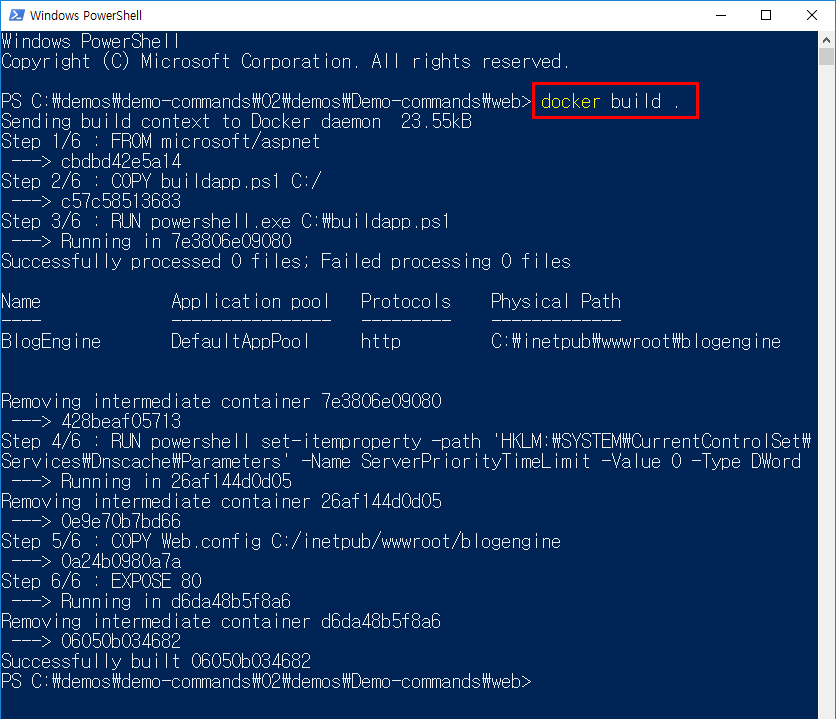 Windows PowerShell
Windows PowerShell
Copyright (C) Microsoft Corporation. All rights reserved.
PS C:₩demos₩demo-commands₩02₩demos₩Demo-commands₩web> docker build .
Sending build context to Docker daemon  23.55kB
Step 1/6 : FROM microsoft/aspnet
 ---> cbdbd42e5a14
Step 2/6 : COPY buildapp.ps1 C:/
 ---> c57c58513683
Step 3/6 : RUN powershell.exe C:₩buildapp.ps1
 ---> Running in 7e3806e09080
Successfully processed 0 files; Failed processing 0 files
Name             Application pool   Protocols    Physical Path
----             ----------------   ---------    -------------
BlogEngine       DefaultAppPool     http         C:₩inetpub₩wwwroot₩blogengine
Removing intermediate container 7e3806e09080
 ---> 428beaf05713
Step 4/6 : RUN powershell set-itemproperty -path 'HKLM:₩SYSTEM₩CurrentControlSet₩
Services₩Dnscache₩Parameters' -Name ServerPriorityTimeLimit -Value 0 -Type DWord
 ---> Running in 26af144d0d05
Removing intermediate container 26af144d0d05
 ---> 0e9e70b7bd66
Step 5/6 : COPY Web.config C:/inetpub/wwwroot/blogengine
 ---> 0a24b0980a7a
Step 6/6 : EXPOSE 80
 ---> Running in d6da48b5f8a6
Removing intermediate container d6da48b5f8a6
 ---> 06050b034682
Successfully built 06050b034682
PS C:₩demos₩demo-commands₩02₩demos₩Demo-commands₩web>